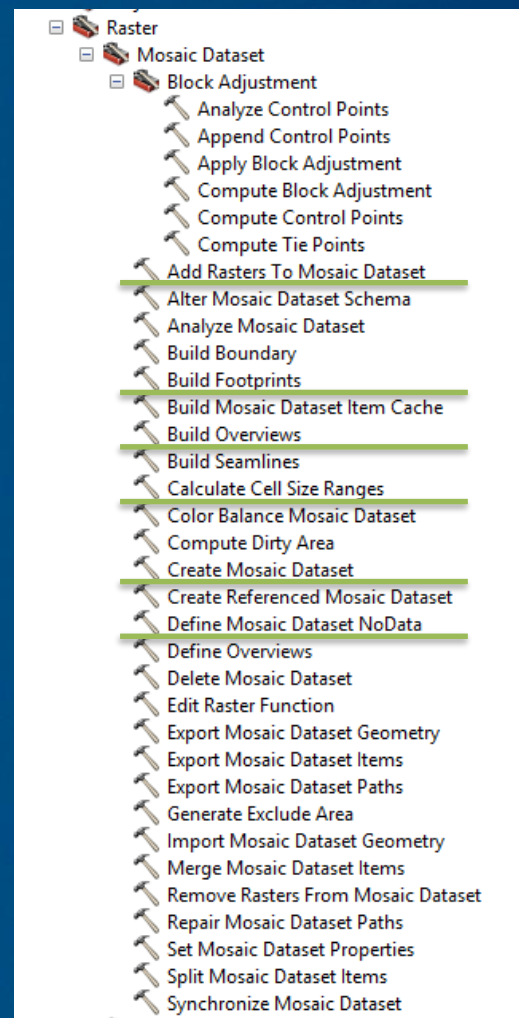 Raster
Mosaic Dataset
Block Adjustment
Analyze Control Points
Append Control Points
Apply Block Adjustment
Compute Block Adjustment
Compute Control Points
Compute Tie Points
Add Rasters To Mosaic Dataset
Alter Mosaic Dataset Schema
Analyze Mosaic Dataset
Build Boundary
Build Footprints
Build Mosaic Dataset Item Cache
Build Overviews
Build Seamlines
Calculate Cell Size Ranges
Color Balance Mosaic Dataset
Compute Dirty Area
Create Mosaic Dataset
Create Referenced Mosaic Dataset
Define Mosaic Dataset NoData
Define Overviews
Delete Mosaic Dataset
Edit Raster Function
Export Mosaic Dataset Geometry
Export Mosaic Dataset Items
Export Mosaic Dataset Paths
Generate Exclude Area
Import Mosaic Dataset Geometry
Merge Mosaic Dataset Items
Remove Rasters From Mosaic Dataset
Repair Mosaic Dataset Paths
Set Mosaic Dataset Properties
Split Mosaic Dataset Items
Synchronize Mosaic Dataset